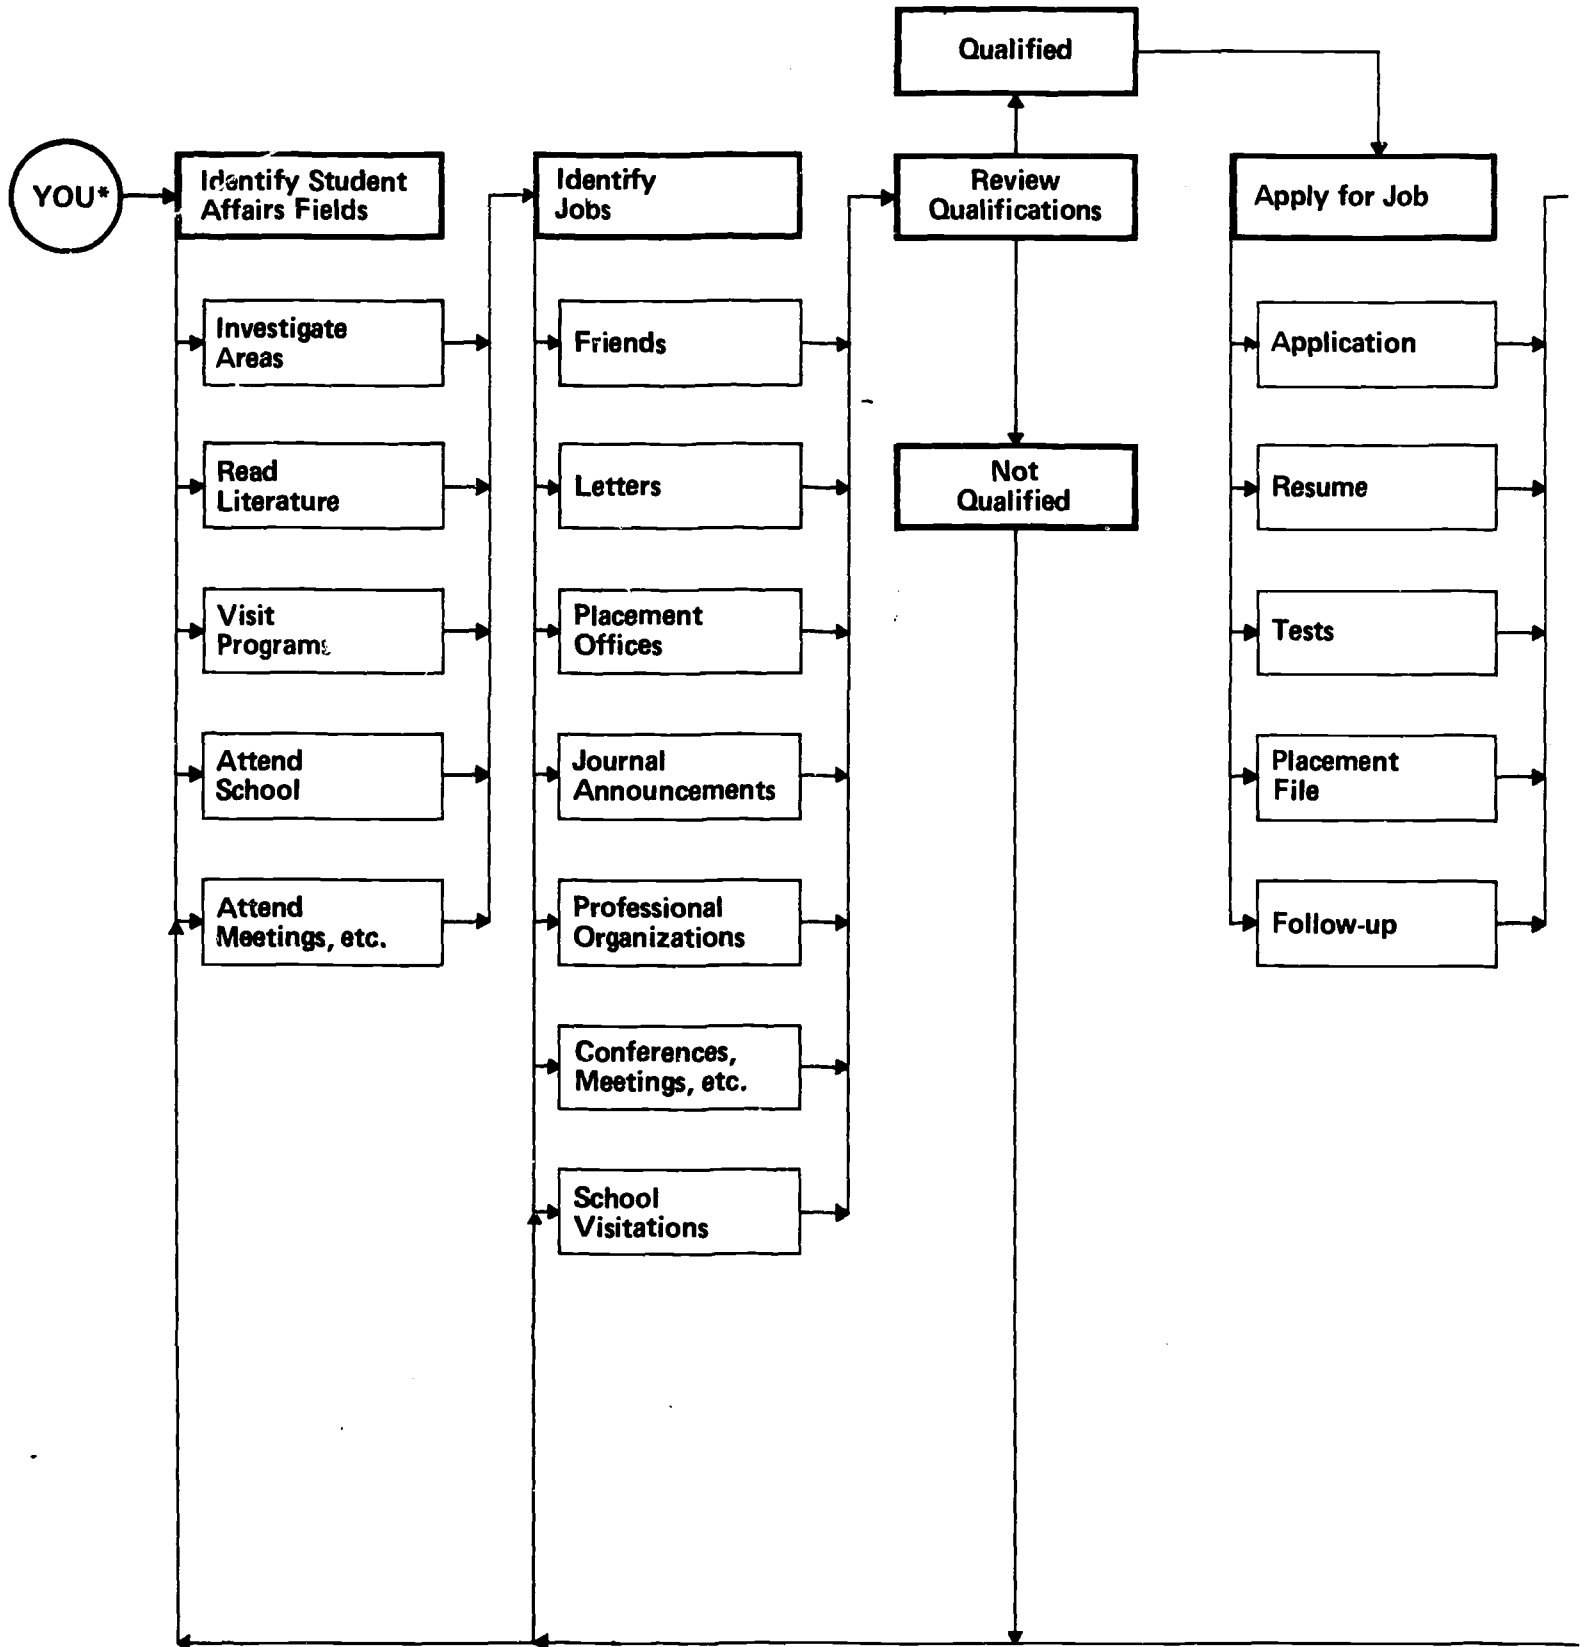 Qualified
YOU*
Identify Student
Affairs Fields
Investigate
Areas
Read
Literature
Visit
Programs
Attend
School
Attend
Meetings, etc.
Identify
Jobs
Friends
Letters
Placement
Offices
Journal
Announcements
Professional
Organizations
Conferences,
Meetings, etc.
School
Visitations
Review
Qualifications
Not
Qualified
Apply for Job
Application
Resume
Tests
Placement
File
Follow-up